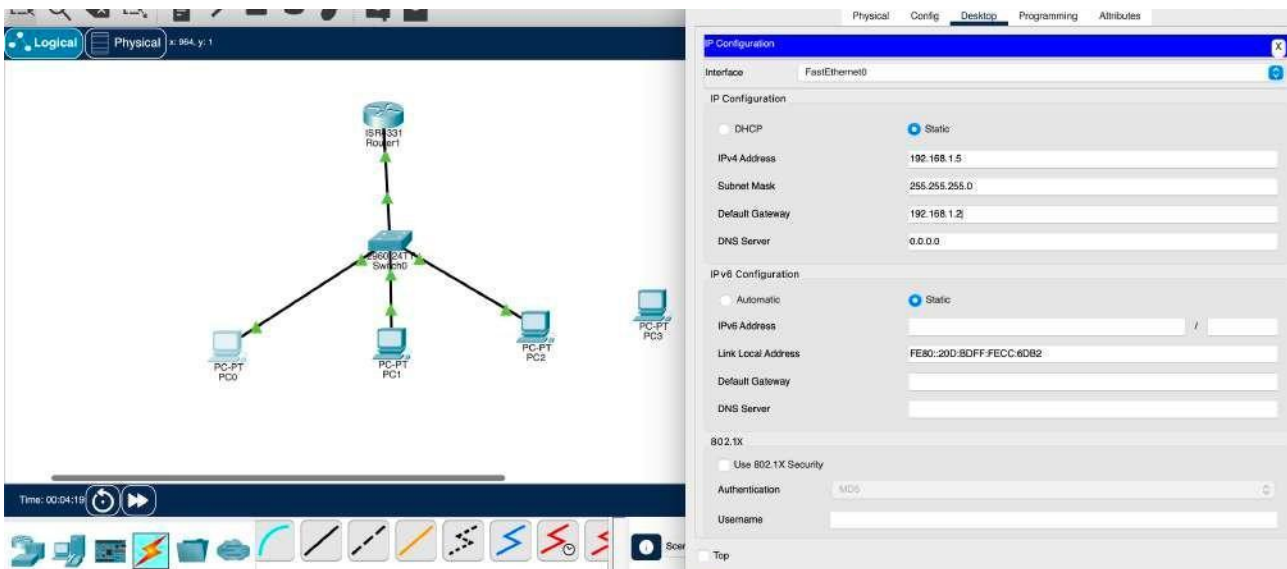 Logical
Physical x: 964, y: 1
ISR4331
Router1
2960-24TT
Switch0
PC-PT
PC0
PC-PT
PC1
PC-PT
PC2
PC-PT
PC3
Time: 00:04:19
Physical Config Desktop Programming Attributes
IP Configuration X
Interface FastEthernet0
IP Configuration
DHCP Static
IPv4 Address 192.168.1.5
Subnet Mask 255.255.255.0
Default Gateway 192.168.1.2
DNS Server 0.0.0.0
IPv6 Configuration
Automatic Static
IPv6 Address /
Link Local Address FE80::20D:BDFF:FECC:6DB2
Default Gateway
DNS Server
802.1X
Use 802.1X Security
Authentication MD5
Username
Top